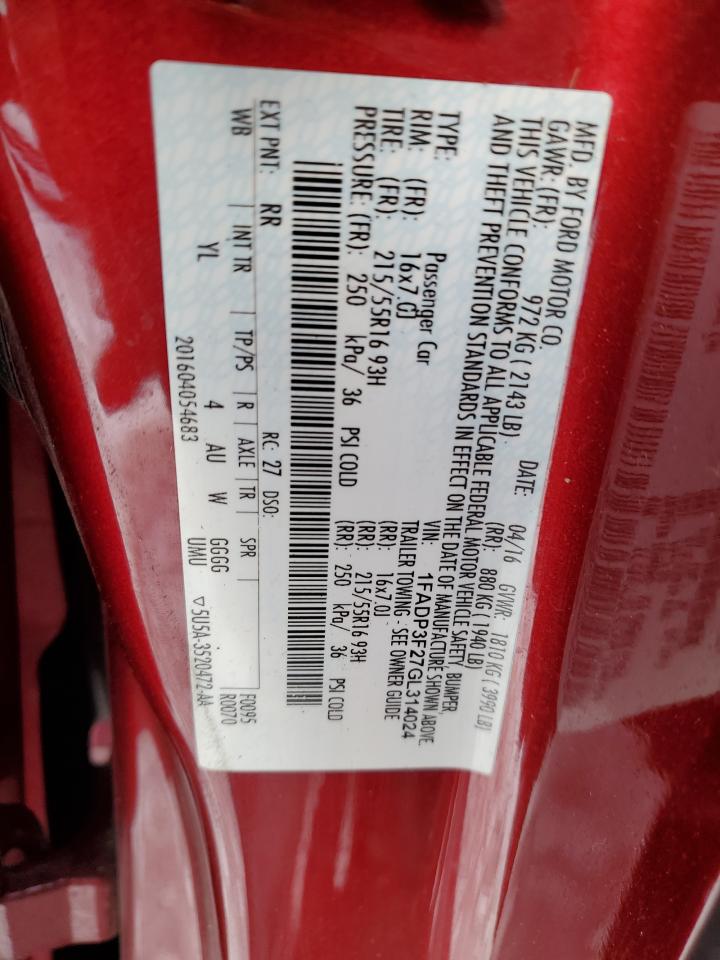 MFD. BY FORD MOTOR CO.
DATE: 04/16 GVWR: 1810 KG ( 3990 LB)
GAWR: (FR): 972 KG ( 2143 LB) (RR): 880 KG ( 1940 LB)
THIS VEHICLE CONFORMS TO ALL APPLICABLE FEDERAL MOTOR VEHICLE SAFETY, BUMPER,
AND THEFT PREVENTION STANDARDS IN EFFECT ON THE DATE OF MANUFACTURE SHOWN ABOVE.
VIN: 1FADP3F27GL314024
TYPE: Passenger Car TRAILER TOWING - SEE OWNER GUIDE
RIM: (FR): 16x7.0J (RR): 16x7.0J
TIRE: (FR): 215/55R16 93H (RR): 215/55R16 93H
PRESSURE: (FR): 250 kPa/ 36 PSI COLD (RR): 250 kPa/ 36 PSI COLD
EXT PNT: RR RC: 27 DSO: F0095
WB INT TR TP/PS R AXLE TR SPR R0070
YL 4 AU W GGGG
UMU
201604054683 ▽5U5A-3520472-AA